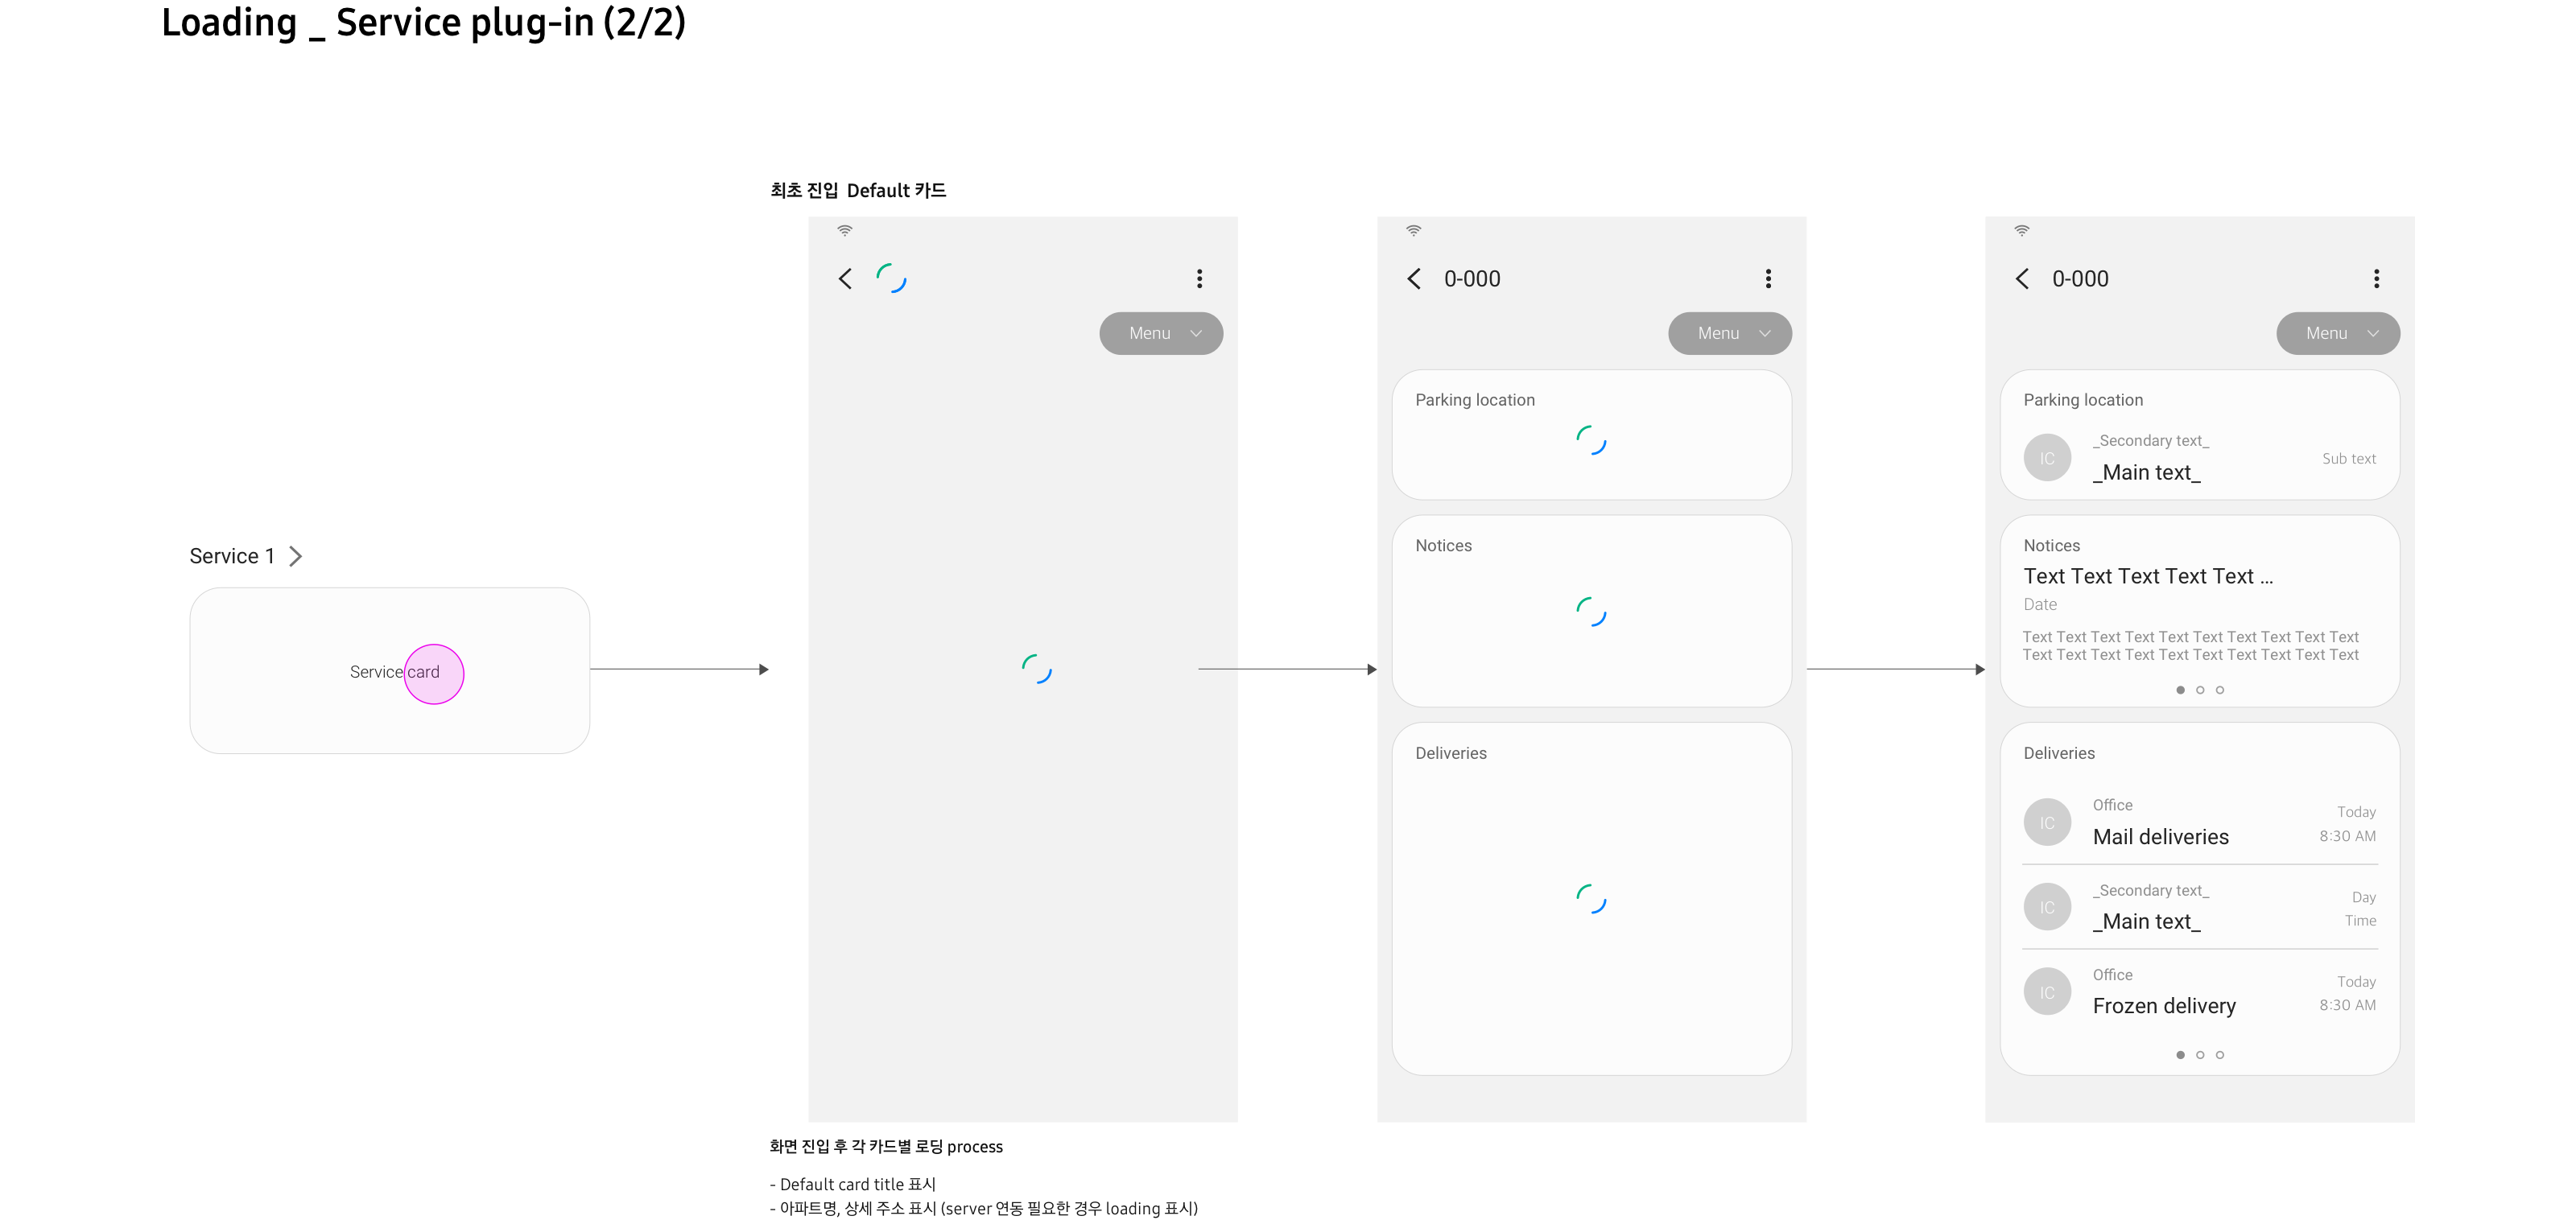 Loading _ Service plug-in (2/2)
최초 진입 Default 카드
Service 1
Service card
Menu
0-000
Menu
Parking location
Notices
Deliveries
0-000
Menu
Parking location
IC
_Secondary text_
_Main text_
Sub text
Notices
Text Text Text Text Text ...
Date
Text Text Text Text Text Text Text Text Text Text
Text Text Text Text Text Text Text Text Text Text
Deliveries
IC
Office
Mail deliveries
Today
8:30 AM
IC
_Secondary text_
_Main text_
Day
Time
IC
Office
Frozen delivery
Today
8:30 AM
화면 진입 후 각 카드별 로딩 process
- Default card title 표시
- 아파트명, 상세 주소 표시 (server 연동 필요한 경우 loading 표시)